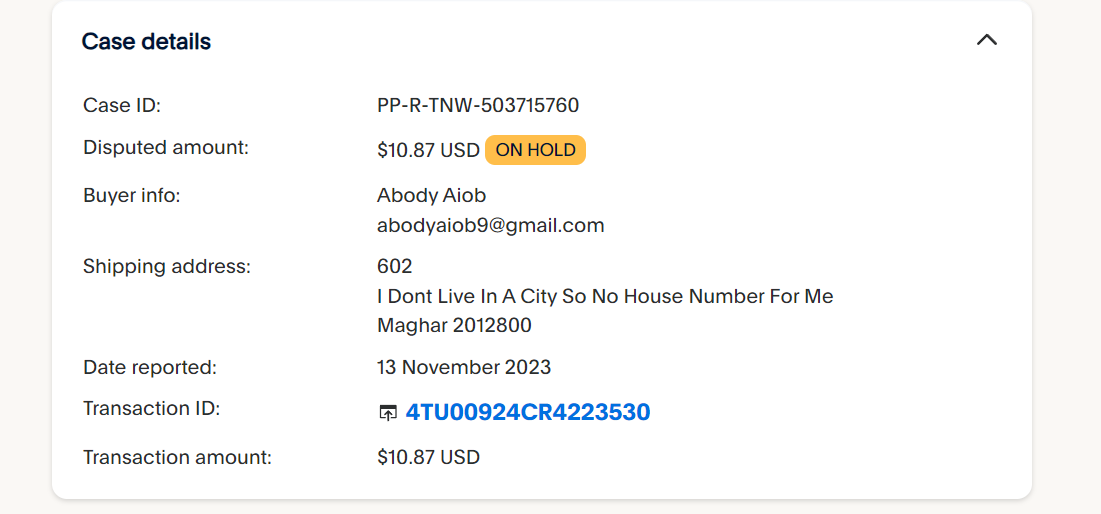 Case details
Case ID:
PP-R-TNW-503715760
Disputed amount:
$10.87 USD ON HOLD
Buyer info:
Abody Aiob
abodyaiob9@gmail.com
Shipping address:
602
I Dont Live In A City So No House Number For Me
Maghar 2012800
Date reported:
13 November 2023
Transaction ID:
4TU00924CR4223530
Transaction amount:
$10.87 USD